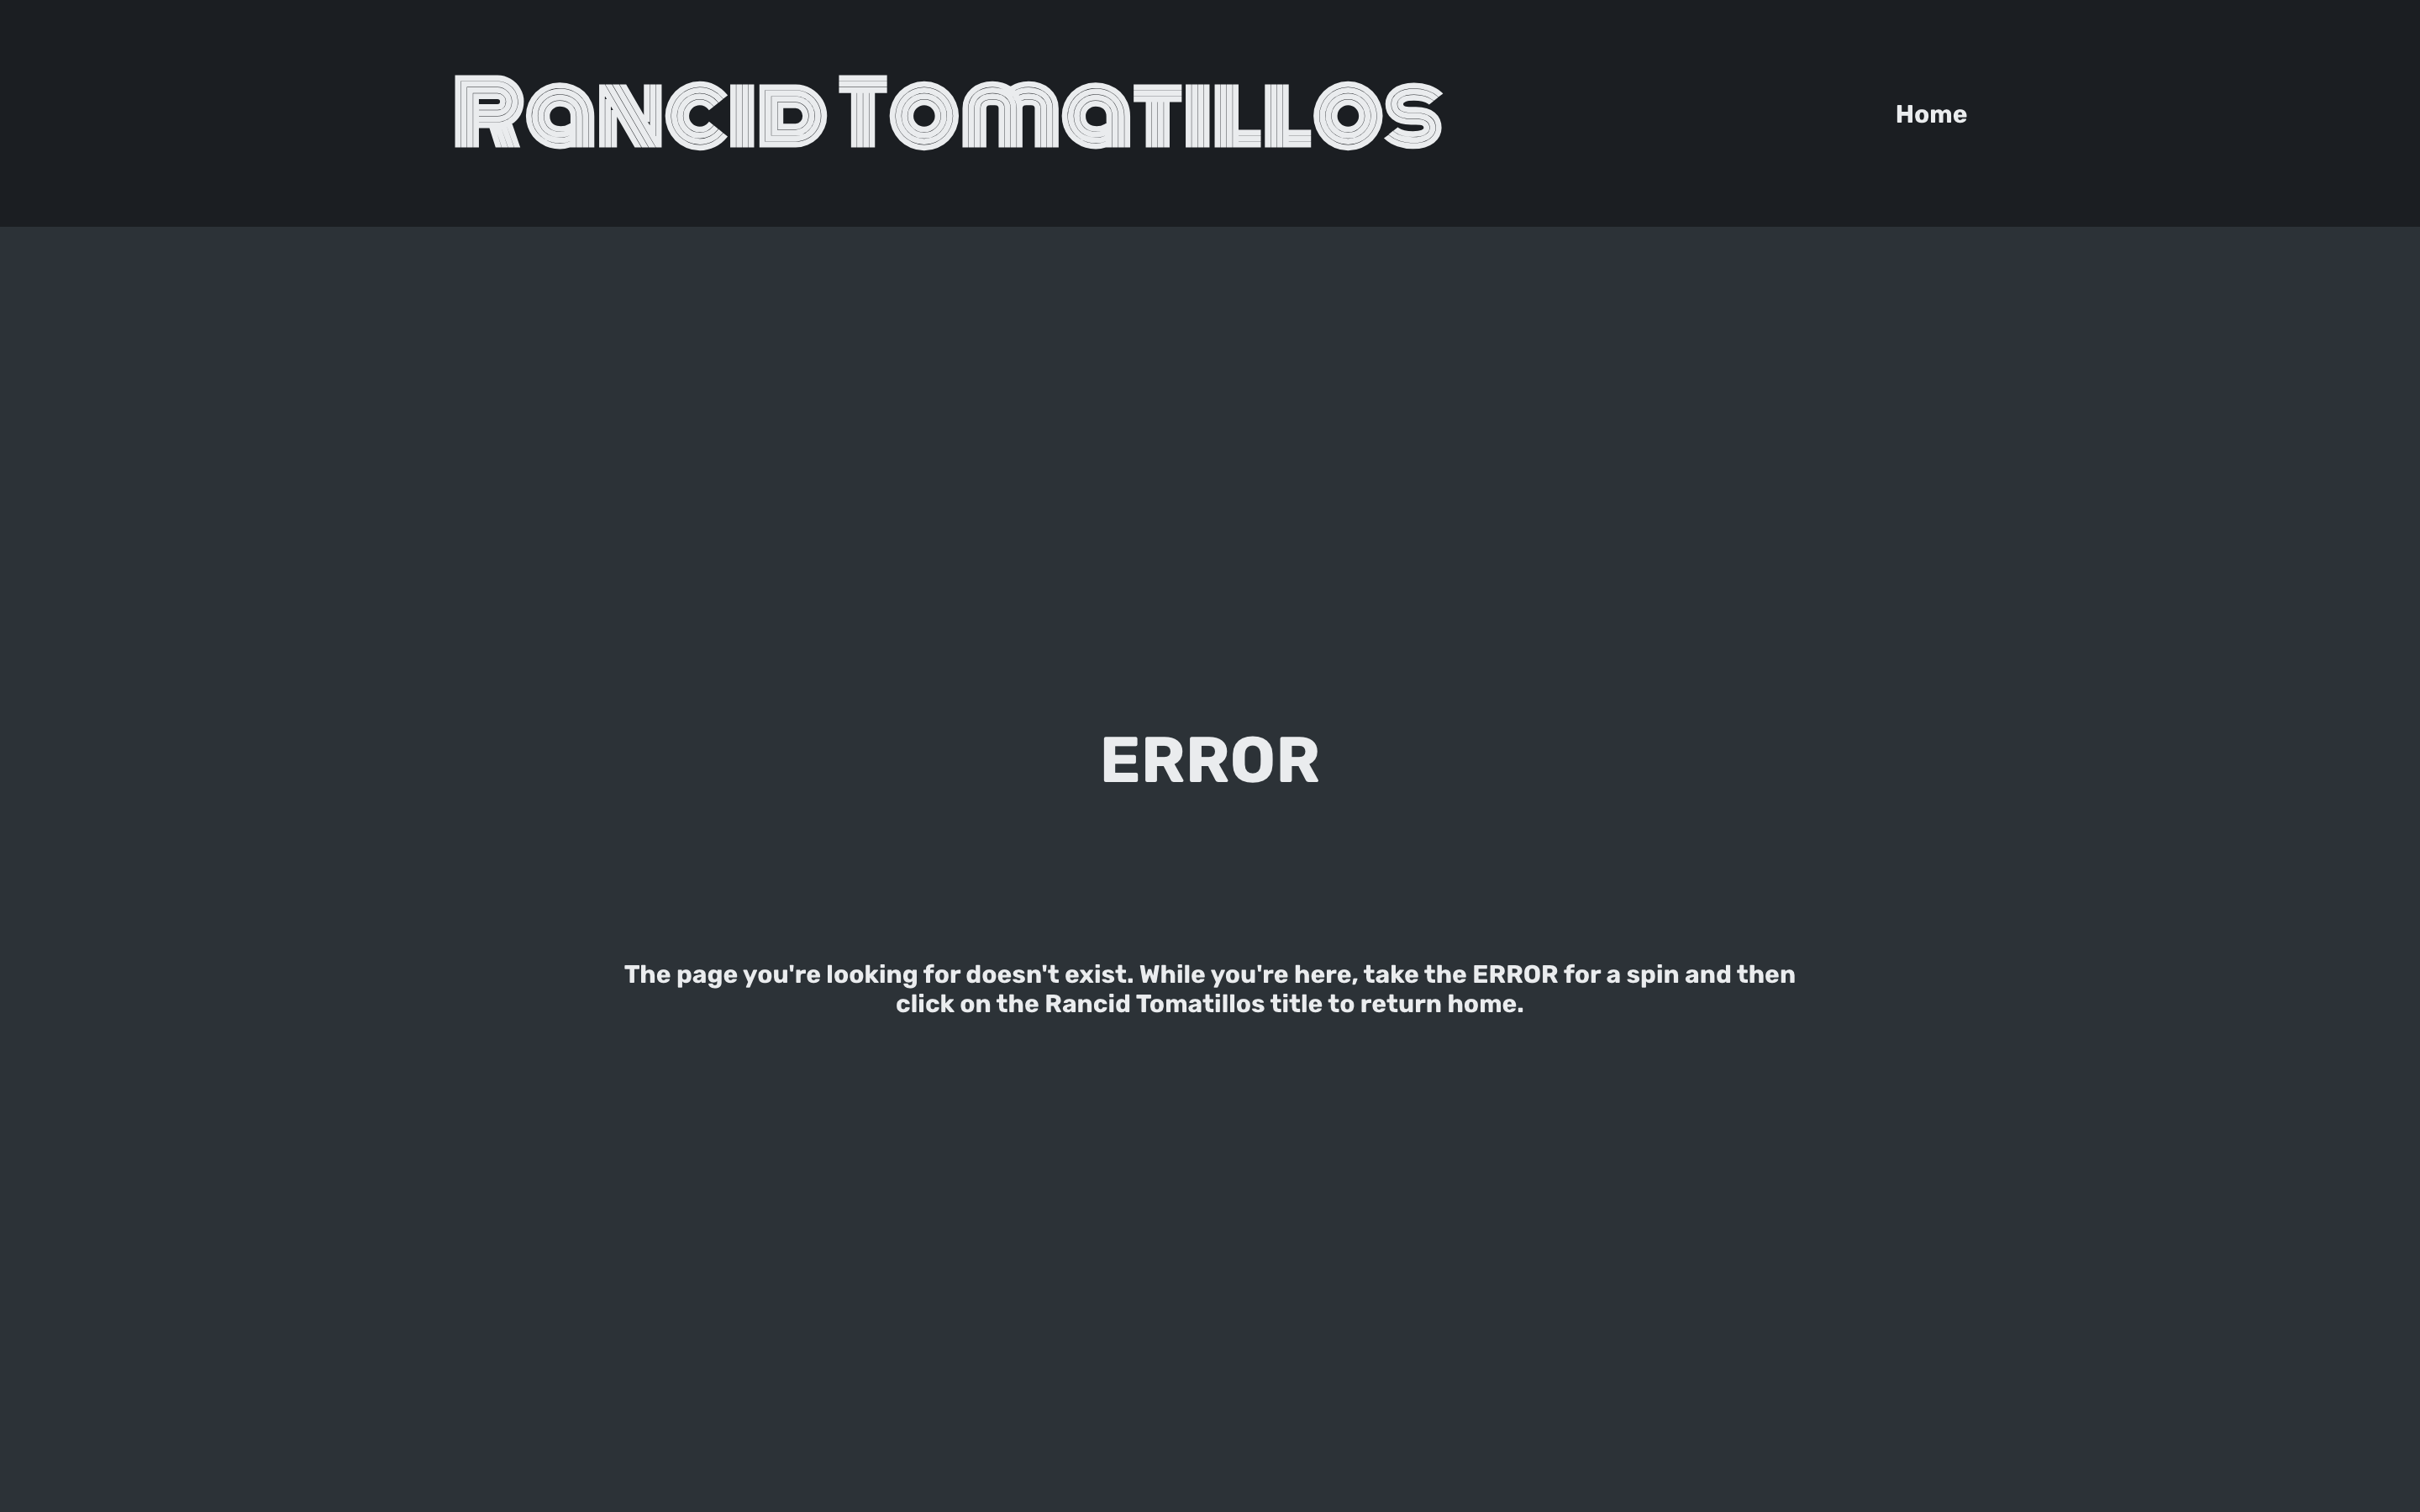 Rancid Tomatillos
Home
ERROR
The page you're looking for doesn't exist. While you're here, take the ERROR for a spin and then
click on the Rancid Tomatillos title to return home.